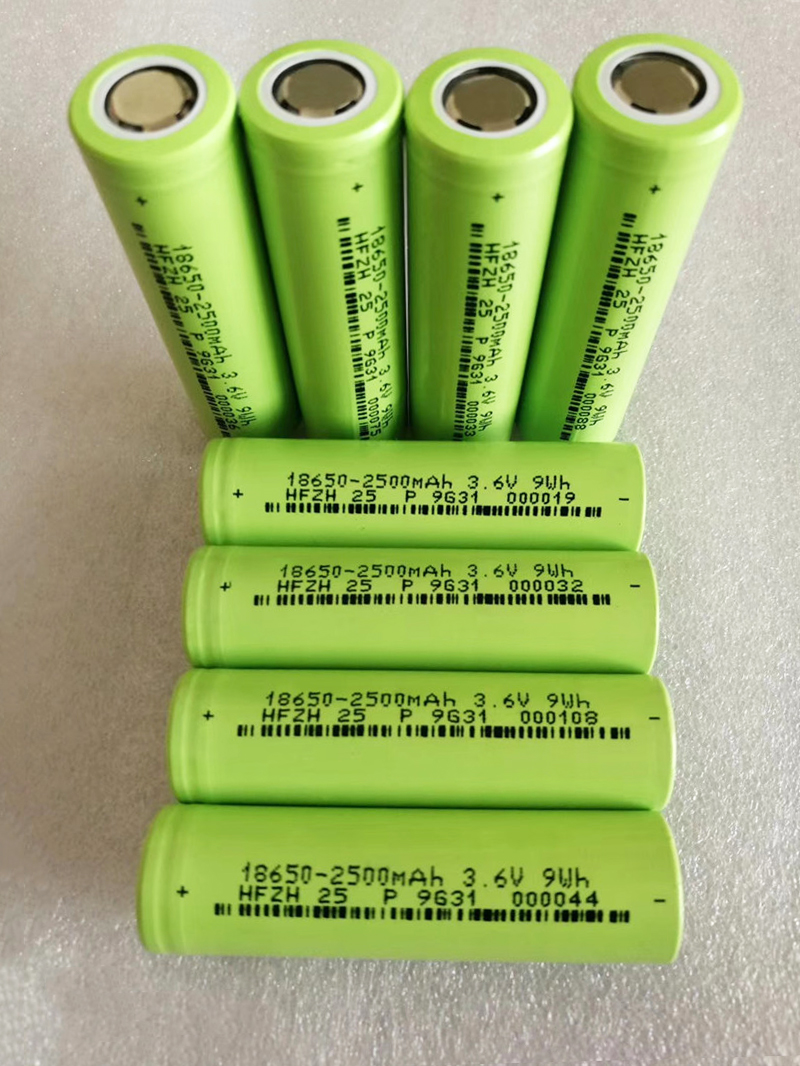 +
18650-2500mAh 3.6V 9Wh
HFZH 25 P 9G31 000036
+
18650-2500mAh 3.6V 9Wh
HFZH 25 P 9G31 000075
+
18650-2500mAh 3.6V 9Wh
HFZH 25 P 9G31 000033
+
18650-2500mAh 3.6V 9Wh
HFZH 25 P 9G31 000088
18650-2500mAh 3.6V 9Wh
+ HFZH 25 P 9G31 000019 -
18650-2500mAh 3.6V 9Wh
+ HFZH 25 P 9G31 000032 -
18650-2500mAh 3.6V 9Wh
+ HFZH 25 P 9G31 000108 -
18650-2500mAh 3.6V 9Wh
+ HFZH 25 P 9G31 000044 -